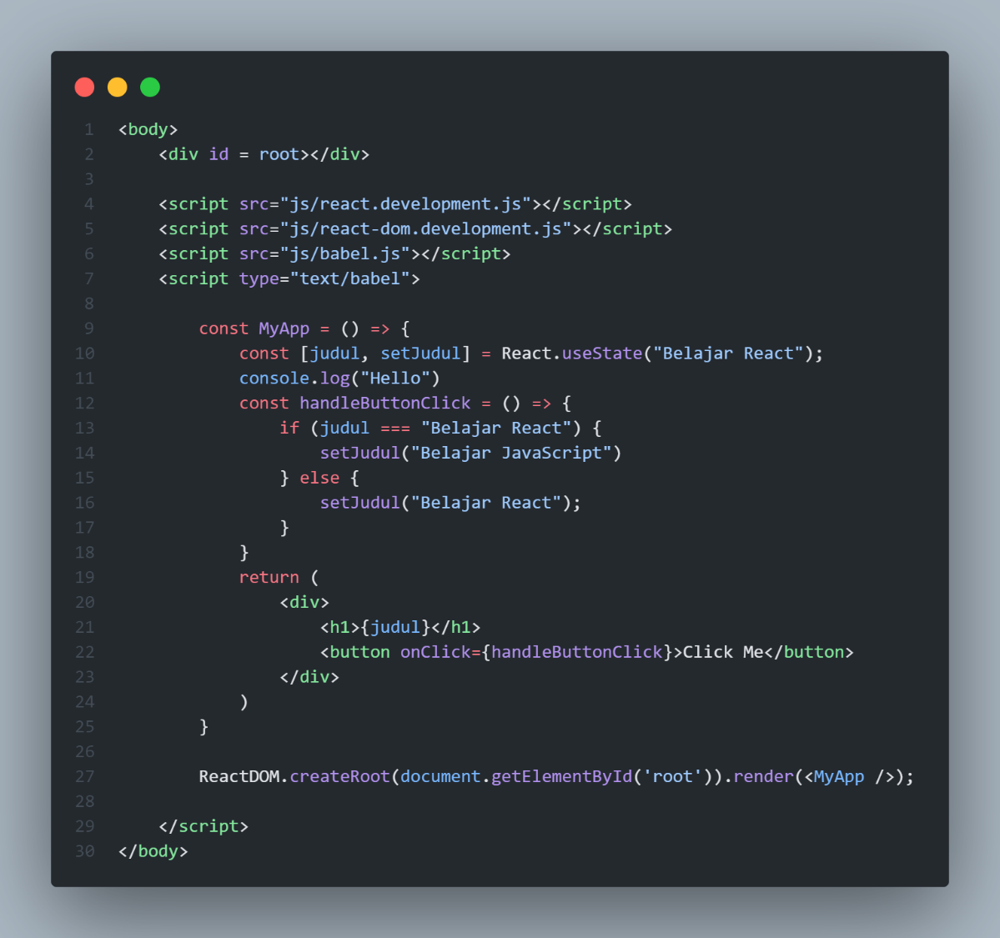 1 <body>
2     <div id = root></div>
3
4     <script src="js/react.development.js"></script>
5     <script src="js/react-dom.development.js"></script>
6     <script src="js/babel.js"></script>
7     <script type="text/babel">
8
9         const MyApp = () => {
10             const [judul, setJudul] = React.useState("Belajar React");
11             console.log("Hello")
12             const handleButtonClick = () => {
13                 if (judul === "Belajar React") {
14                     setJudul("Belajar JavaScript")
15                 } else {
16                     setJudul("Belajar React");
17                 }
18             }
19             return (
20                 <div>
21                     <h1>{judul}</h1>
22                     <button onClick={handleButtonClick}>Click Me</button>
23                 </div>
24             )
25         }
26
27         ReactDOM.createRoot(document.getElementById('root')).render(<MyApp />);
28
29     </script>
30 </body>